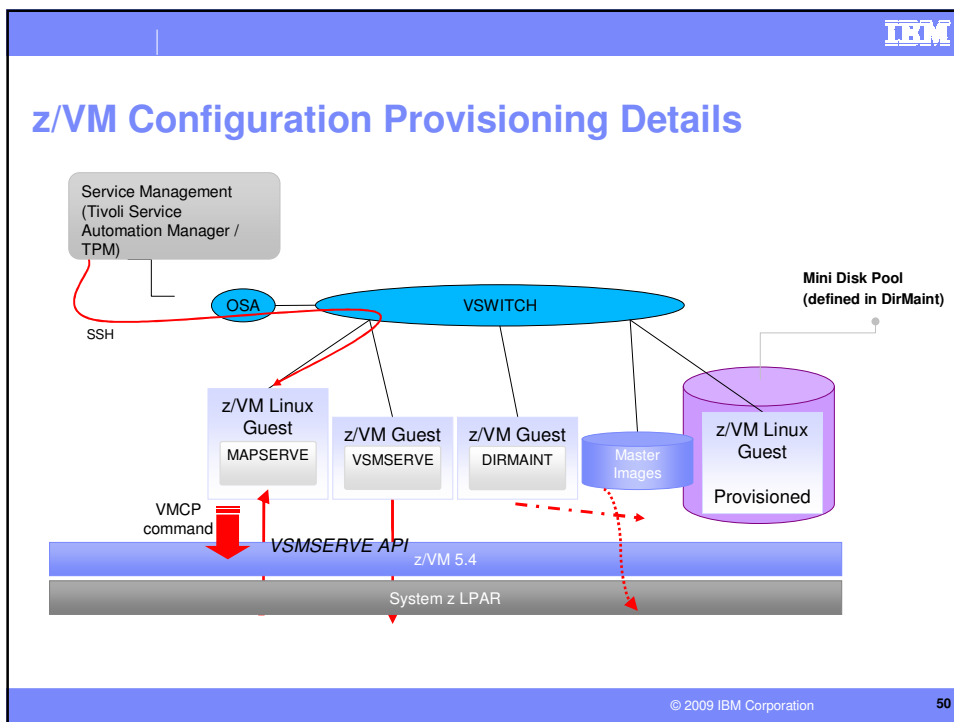 IBM
z/VM Configuration Provisioning Details
Service Management
(Tivoli Service
Automation Manager /
TPM)
Mini Disk Pool
(defined in DirMaint)
OSA
VSWITCH
SSH
z/VM Linux
Guest
MAPSERVE
z/VM Guest
VSMSERVE
z/VM Guest
DIRMAINT
Master
Images
z/VM Linux
Guest
Provisioned
VMCP
command
VSMSERVE API
z/VM 5.4
System z LPAR
© 2009 IBM Corporation
50